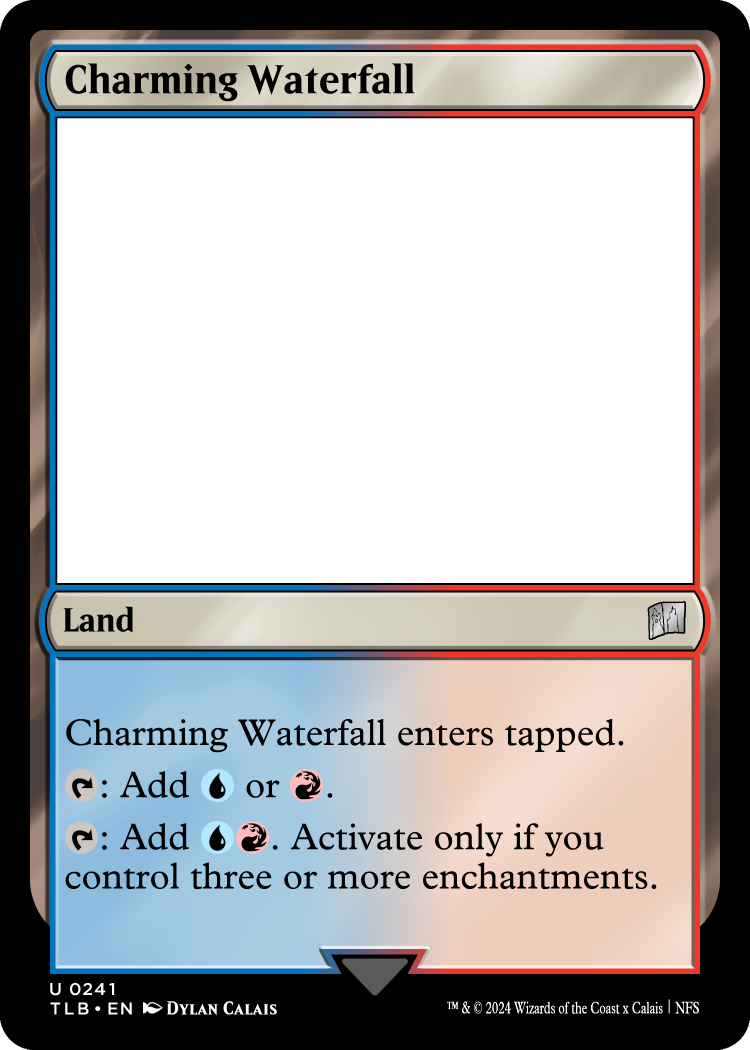 Charming Waterfall
Land
Charming Waterfall enters tapped.
: Add or .
: Add . Activate only if you
control three or more enchantments.
U 0241
TLB • EN Dylan Calais
™ & © 2024 Wizards of the Coast x Calais | NFS